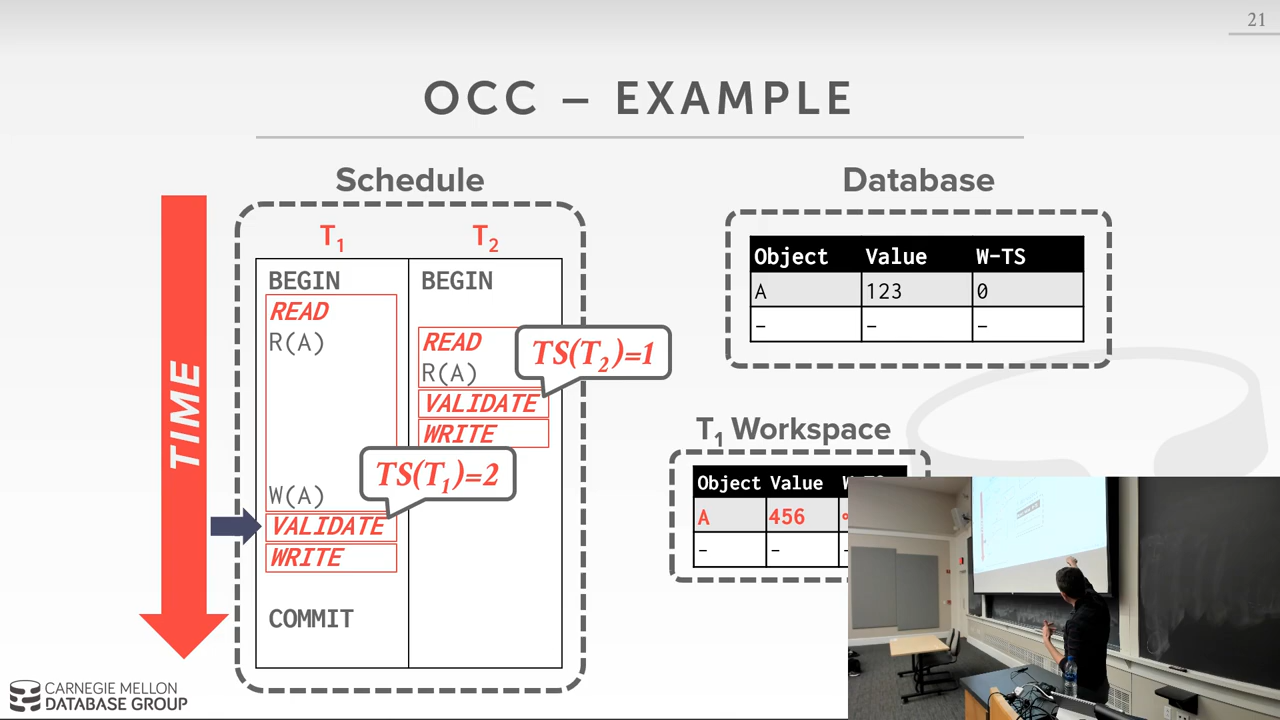 21
OCC – EXAMPLE
Schedule
Database
TIME
T1
T2
BEGIN
READ
R(A)
W(A)
VALIDATE
WRITE
COMMIT
BEGIN
READ
R(A)
VALIDATE
WRITE
TS(T2)=1
TS(T1)=2
Object Value W-TS
A 123 0
– – –
T1 Workspace
Object Value
A 456
– –
CARNEGIE MELLON
DATABASE GROUP